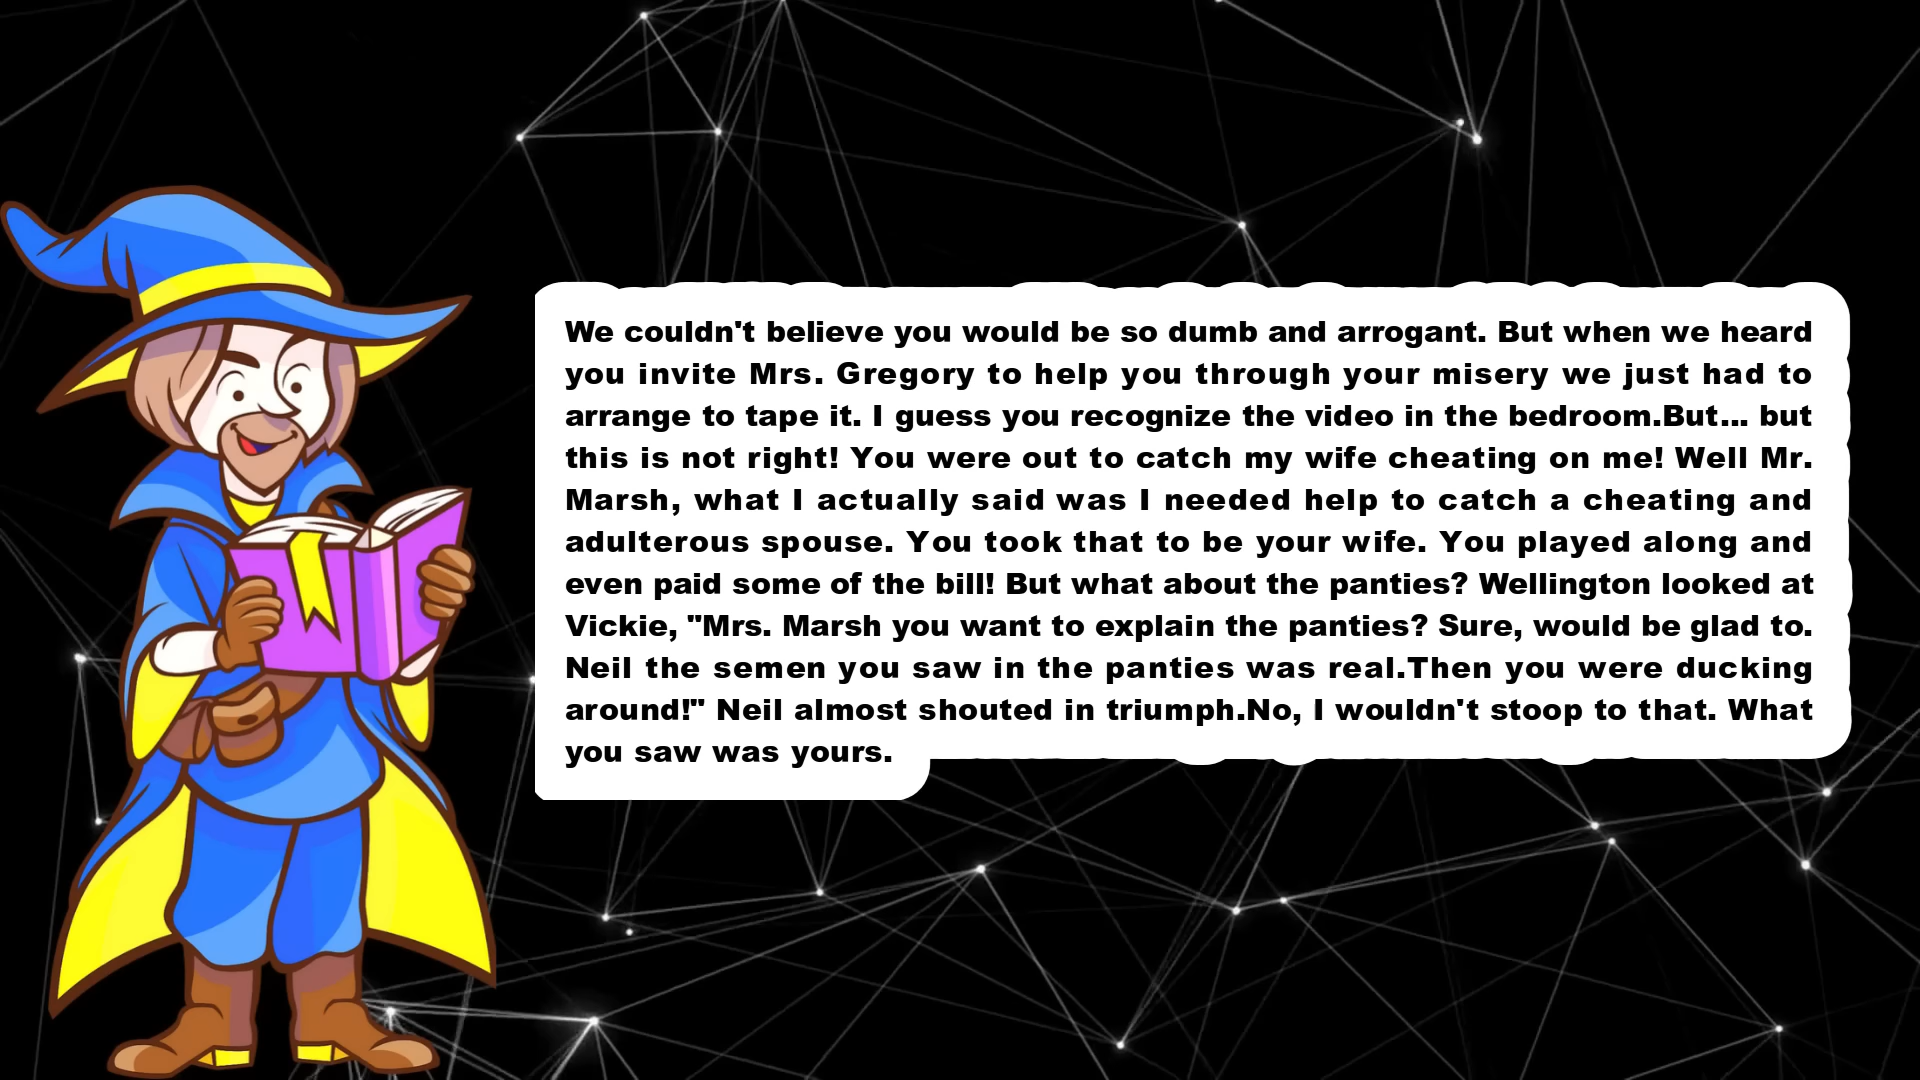 We couldn't believe you would be so dumb and arrogant. But when we heard
you invite Mrs. Gregory to help you through your misery we just had to
arrange to tape it. I guess you recognize the video in the bedroom.But... but
this is not right! You were out to catch my wife cheating on me! Well Mr.
Marsh, what I actually said was I needed help to catch a cheating and
adulterous spouse. You took that to be your wife. You played along and
even paid some of the bill! But what about the panties? Wellington looked at
Vickie, "Mrs. Marsh you want to explain the panties? Sure, would be glad to.
Neil the semen you saw in the panties was real.Then you were ducking
around!" Neil almost shouted in triumph.No, I wouldn't stoop to that. What
you saw was yours.